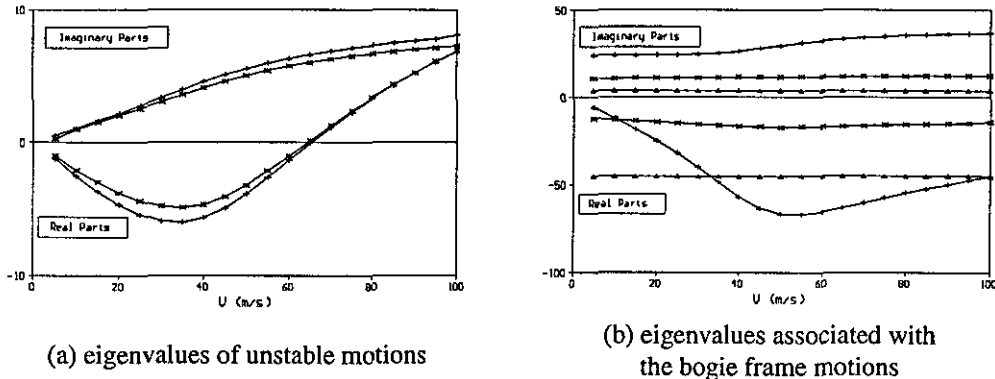 10
Imaginary Parts
0
Real Parts
-10
0 20 40 60 80 100
U (m/s)
(a) eigenvalues of unstable motions
50
Imaginary Parts
0
-50
Real Parts
-100
0 20 40 60 80 100
U (m/s)
(b) eigenvalues associated with
the bogie frame motions